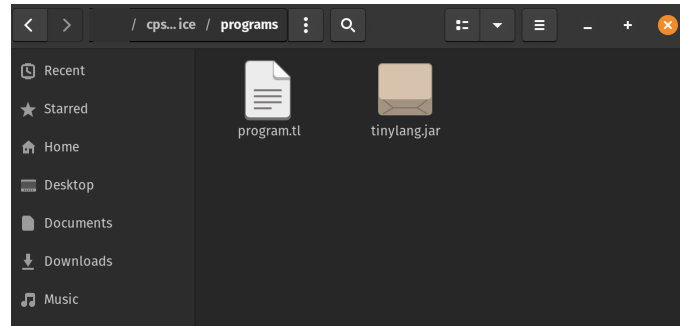 / cps...ice / programs
Recent
Starred
Home
Desktop
Documents
Downloads
Music
program.tl
tinylang.jar